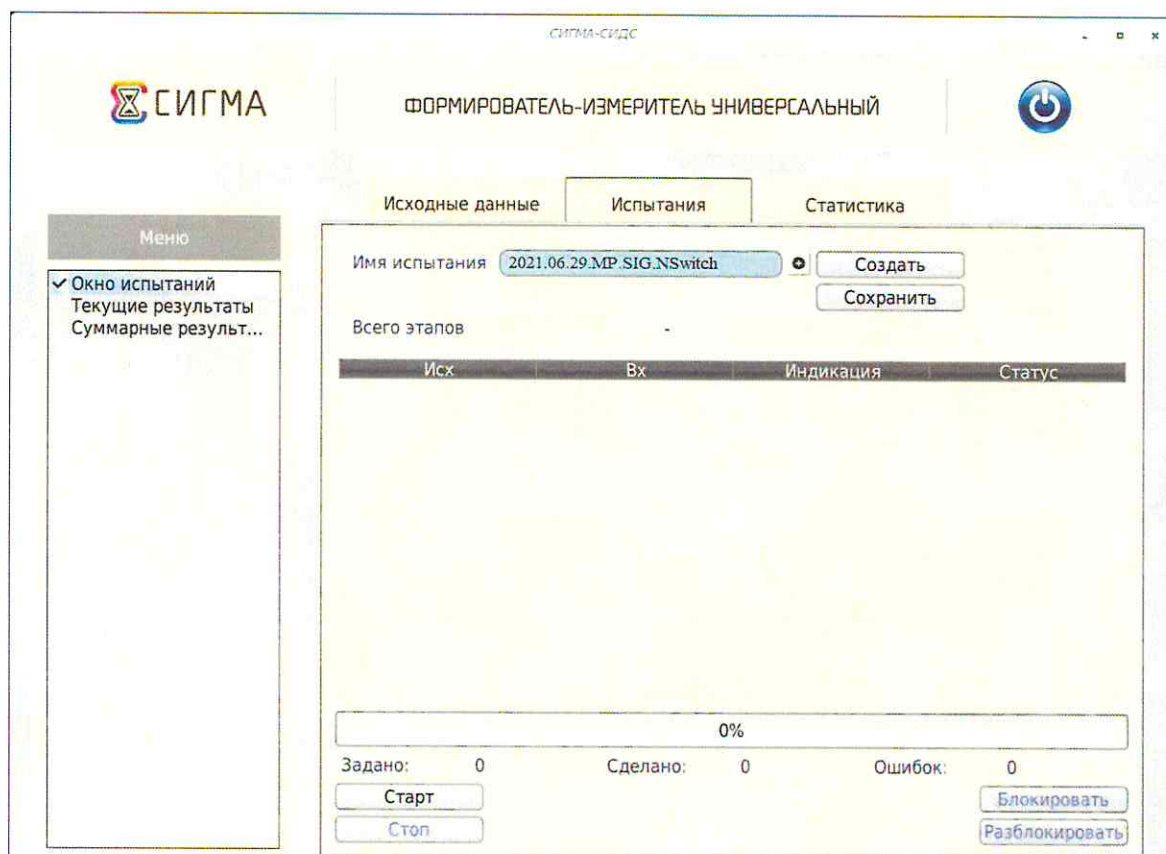 СИГМА-СИДС
СИГМА
ФОРМИРОВАТЕЛЬ-ИЗМЕРИТЕЛЬ УНИВЕРСАЛЬНЫЙ
Исходные данные Испытания Статистика
Меню
✓ Окно испытаний
Текущие результаты
Суммарные результ...
Имя испытания 2021.06.29.MP.SIG.NSwitch Создать
Сохранить
Всего этапов -
Исх Вх Индикация Статус
0%
Задано: 0 Сделано: 0 Ошибок: 0
Старт Блокировать
Стоп Разблокировать